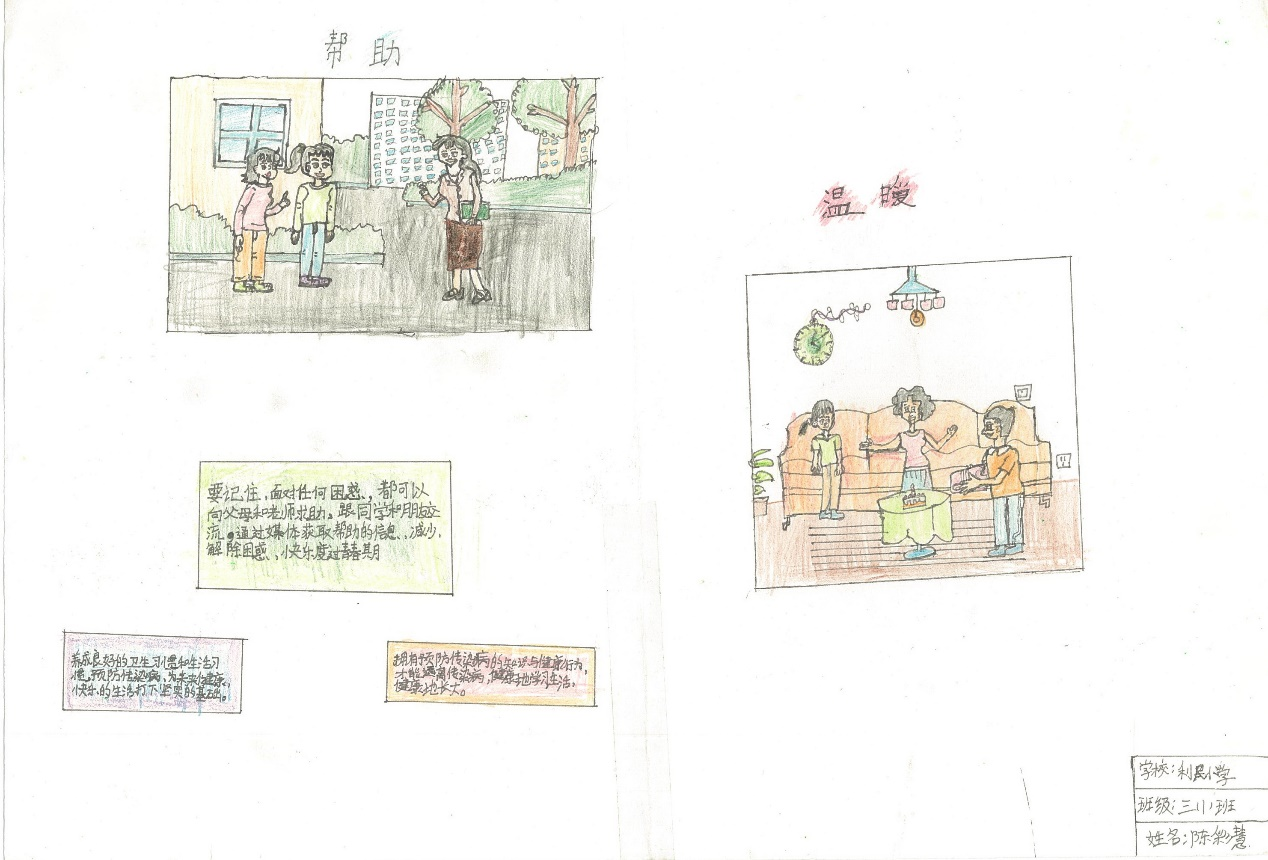 帮 助
温 暖
要记住,面对任何困惑,都可以
向父母和老师求助。跟同学和朋友交
流。通过媒体获取帮助的信息、减少、
解除困惑、快乐度过青春期
养成良好的卫生习惯和生活习
惯,预防传染病,为未来健康、
快乐的生活打下坚实的基础。
拥有预防传染病的知识与健康行为,
才能远离传染病,健康地学习生活,
健康地长大。
学校:利民小学
班级:三(1)班
姓名:陈彩慧